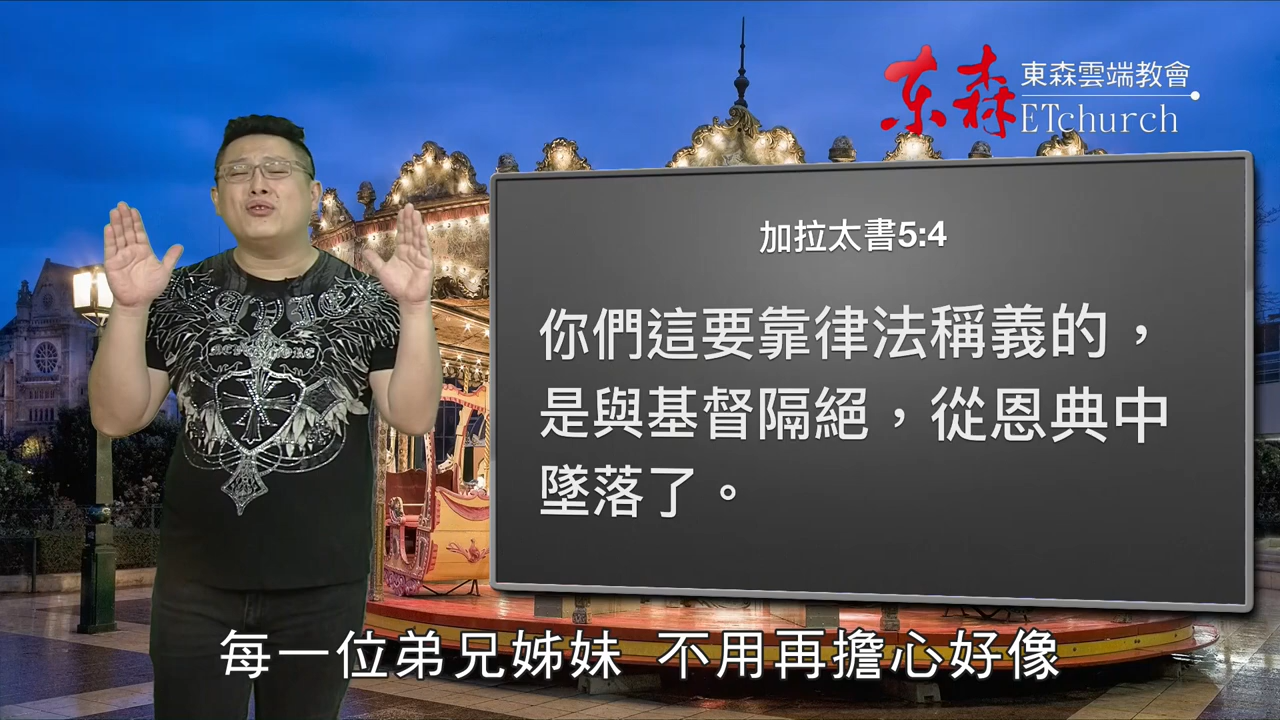 东森
東森雲端教會
ETchurch
加拉太書5:4
你們這要靠律法稱義的，
是與基督隔絕，從恩典中
墜落了。
每一位弟兄姊妹 不用再擔心好像